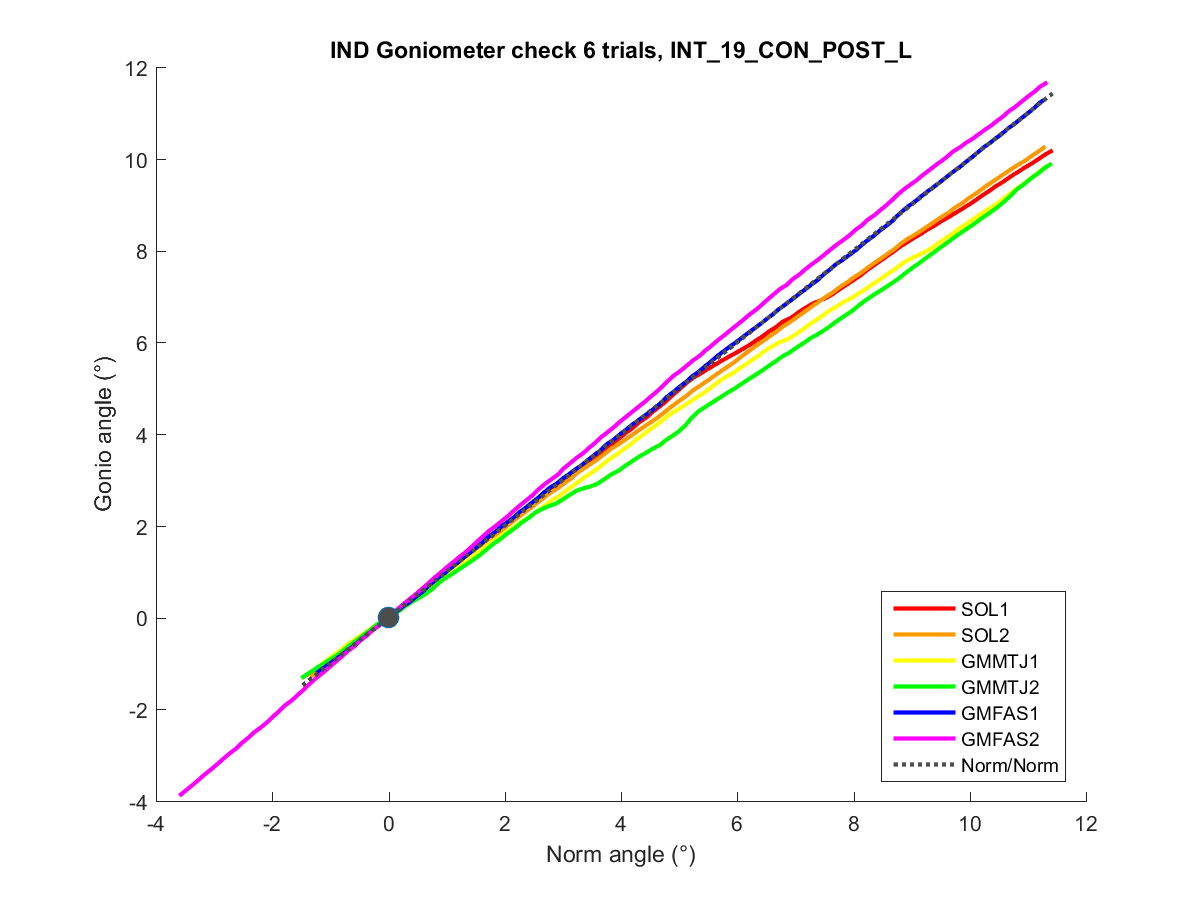 IND Goniometer check 6 trials, INT_19_CON_POST_L
12
10
8
6
4
2
0
-2
-4
Gonio angle (°)
-4 -2 0 2 4 6 8 10 12
Norm angle (°)
SOL1
SOL2
GMMTJ1
GMMTJ2
GMFAS1
GMFAS2
Norm/Norm